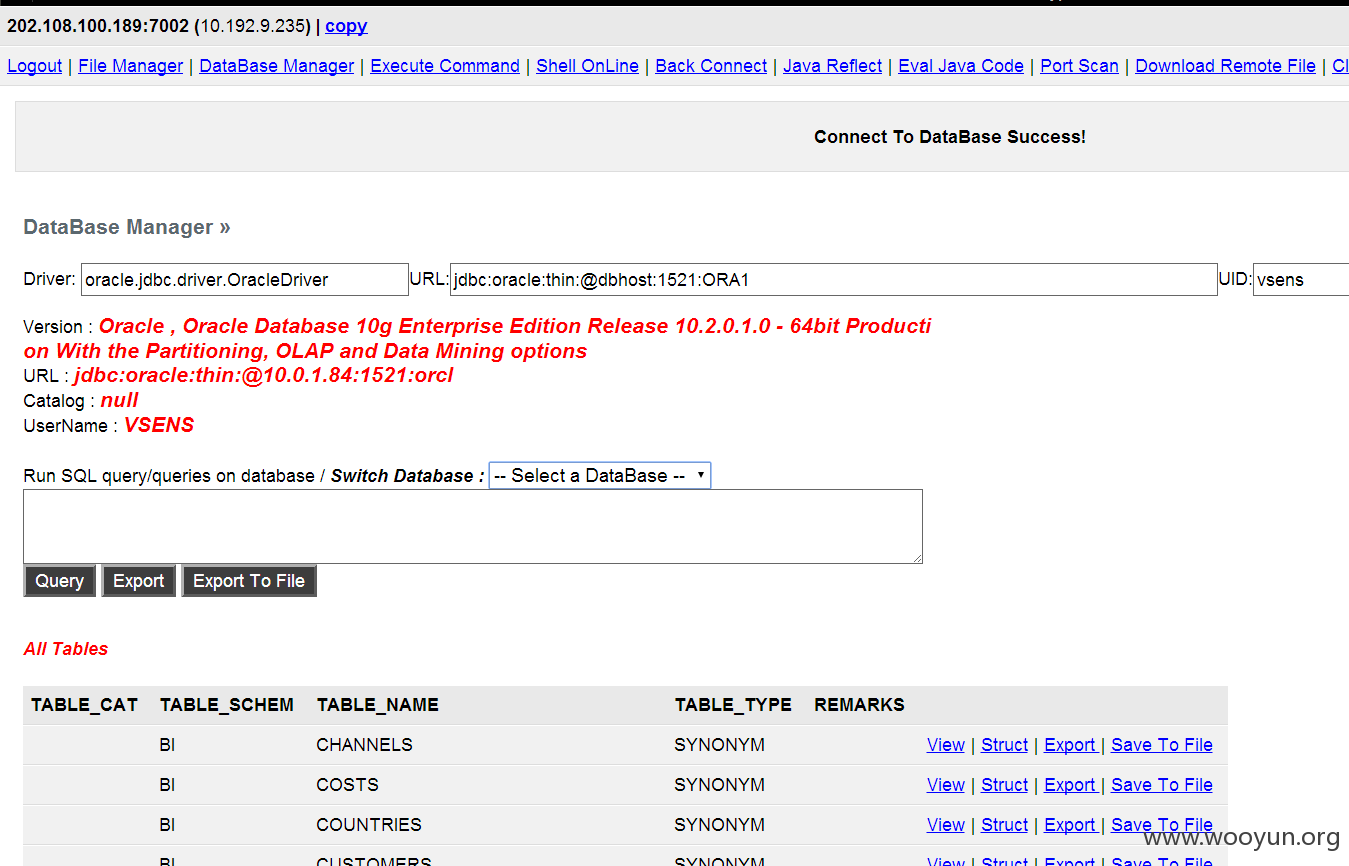 202.108.100.189:7002 (10.192.9.235) | copy
Logout | File Manager | DataBase Manager | Execute Command | Shell OnLine | Back Connect | Java Reflect | Eval Java Code | Port Scan | Download Remote File | Cl
Connect To DataBase Success!
DataBase Manager »
Driver: oracle.jdbc.driver.OracleDriver URL: jdbc:oracle:thin:@dbhost:1521:ORA1 UID: vsens
Version : Oracle , Oracle Database 10g Enterprise Edition Release 10.2.0.1.0 - 64bit Producti
on With the Partitioning, OLAP and Data Mining options
URL : jdbc:oracle:thin:@10.0.1.84:1521:orcl
Catalog : null
UserName : VSENS
Run SQL query/queries on database / Switch Database : -- Select a DataBase --
Query Export Export To File
All Tables
TABLE_CAT TABLE_SCHEM TABLE_NAME TABLE_TYPE REMARKS
BI CHANNELS SYNONYM View | Struct | Export | Save To File
BI COSTS SYNONYM View | Struct | Export | Save To File
BI COUNTRIES SYNONYM View | Struct | Export | Save To File
BI CUSTOMERS SYNONYM View | Struct | Export | Save To File
www.wooyun.org